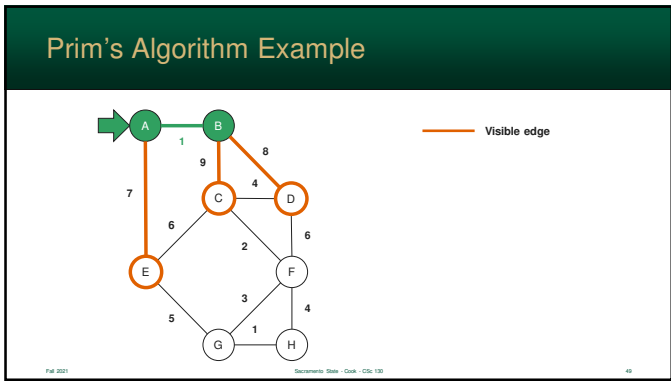 Prim's Algorithm Example
A
B
1
Visible edge
8
9
4
7
C
D
6
6
2
E
F
3
5
4
1
G
H
Fall 2021
Sacramento State - Cook - CSc 130
49